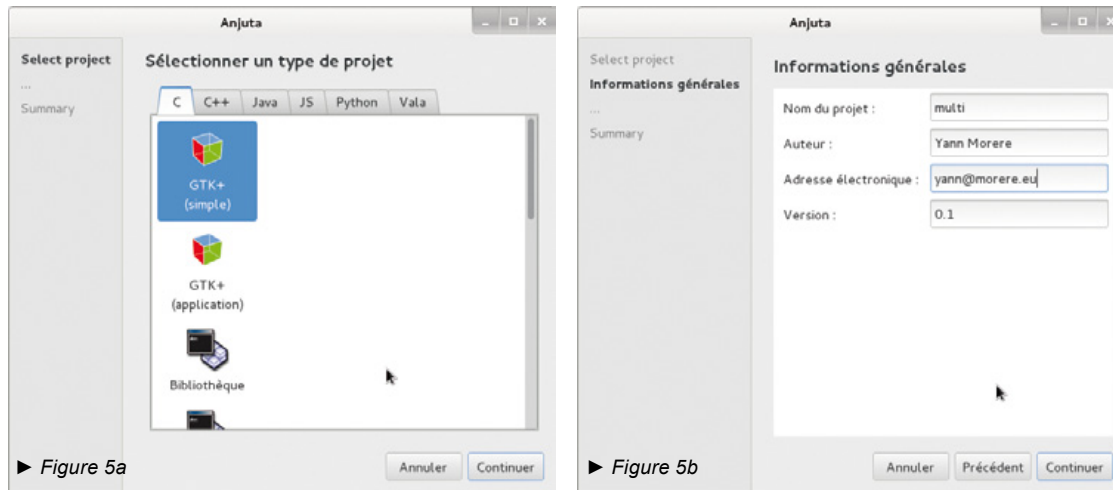 Anjuta
Select project
...
Summary
Sélectionner un type de projet
C C++ Java JS Python Vala
GTK+
(simple)
GTK+
(application)
Bibliothèque
► Figure 5a
Annuler Continuer
Anjuta
Select project
Informations générales
...
Summary
Informations générales
Nom du projet : multi
Auteur : Yann Morere
Adresse électronique : yann@morere.eu
Version : 0.1
► Figure 5b
Annuler Précédent Continuer